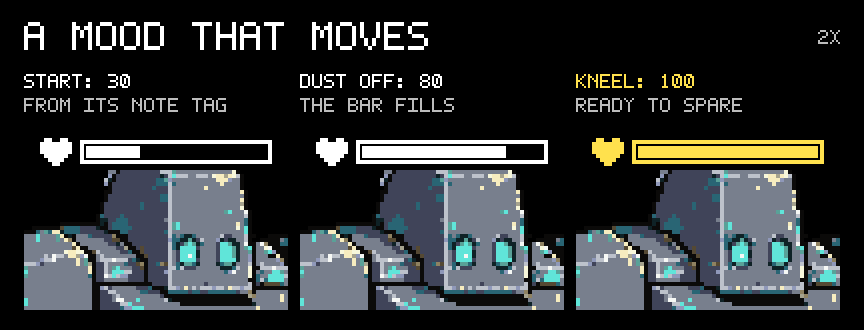 A MOOD THAT MOVES
2X
START: 30
FROM ITS NOTE TAG
DUST OFF: 80
THE BAR FILLS
KNEEL: 100
READY TO SPARE